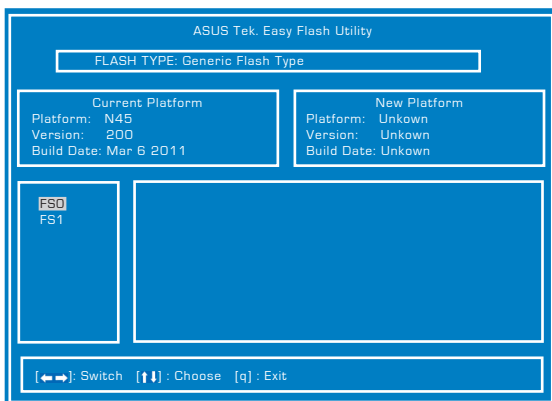 ASUS Tek. Easy Flash Utility
FLASH TYPE: Generic Flash Type
Current Platform
Platform: N45
Version: 200
Build Date: Mar 6 2011
New Platform
Platform: Unkown
Version: Unkown
Build Date: Unkown
FS0
FS1
[←→]: Switch [↑↓] : Choose [q] : Exit